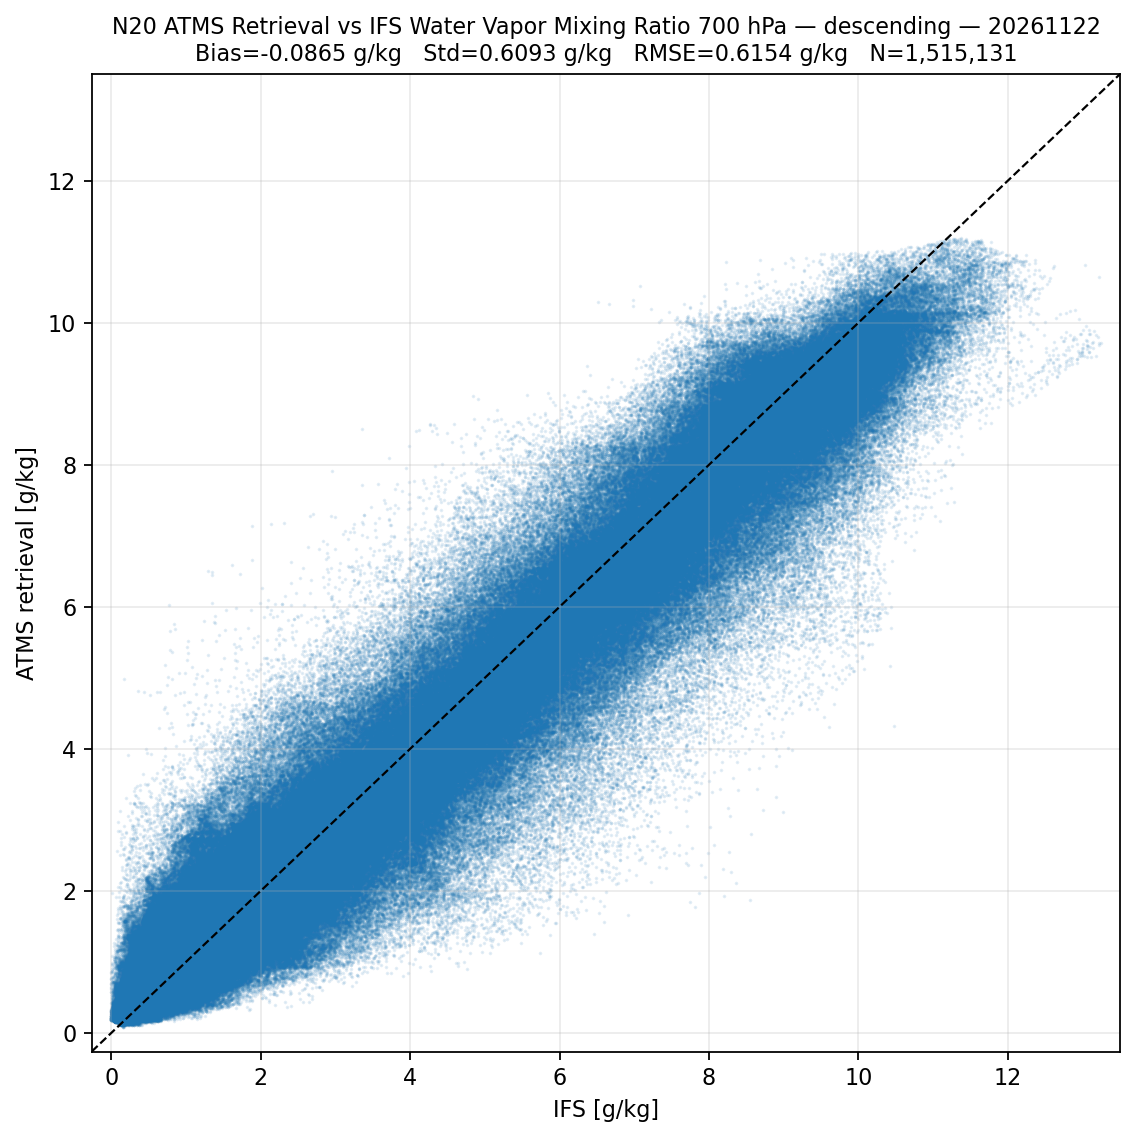 N20 ATMS Retrieval vs IFS Water Vapor Mixing Ratio 700 hPa — descending — 20261122
Bias=-0.0865 g/kg   Std=0.6093 g/kg   RMSE=0.6154 g/kg   N=1,515,131
ATMS retrieval [g/kg]
12
10
8
6
4
2
0
0 2 4 6 8 10 12
IFS [g/kg]